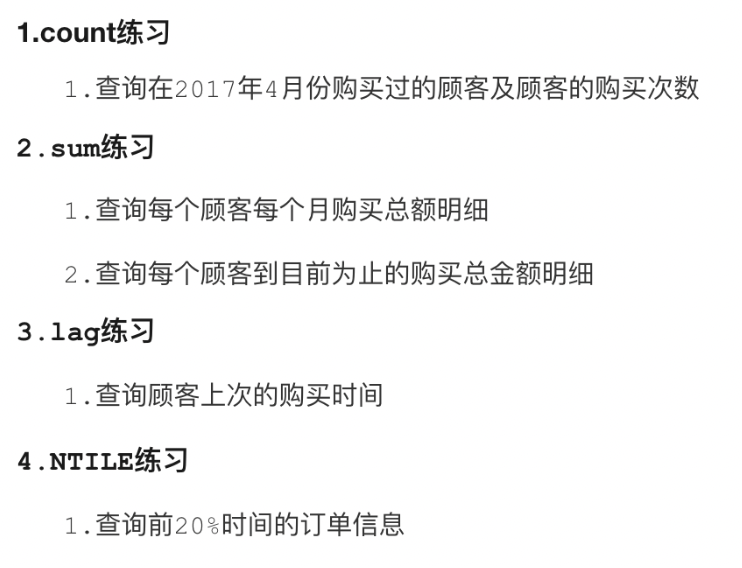 1.count练习
1.查询在2017年4月份购买过的顾客及顾客的购买次数
2.sum练习
1.查询每个顾客每个月购买总额明细
2.查询每个顾客到目前为止的购买总金额明细
3.lag练习
1.查询顾客上次的购买时间
4.NTILE练习
1.查询前20%时间的订单信息